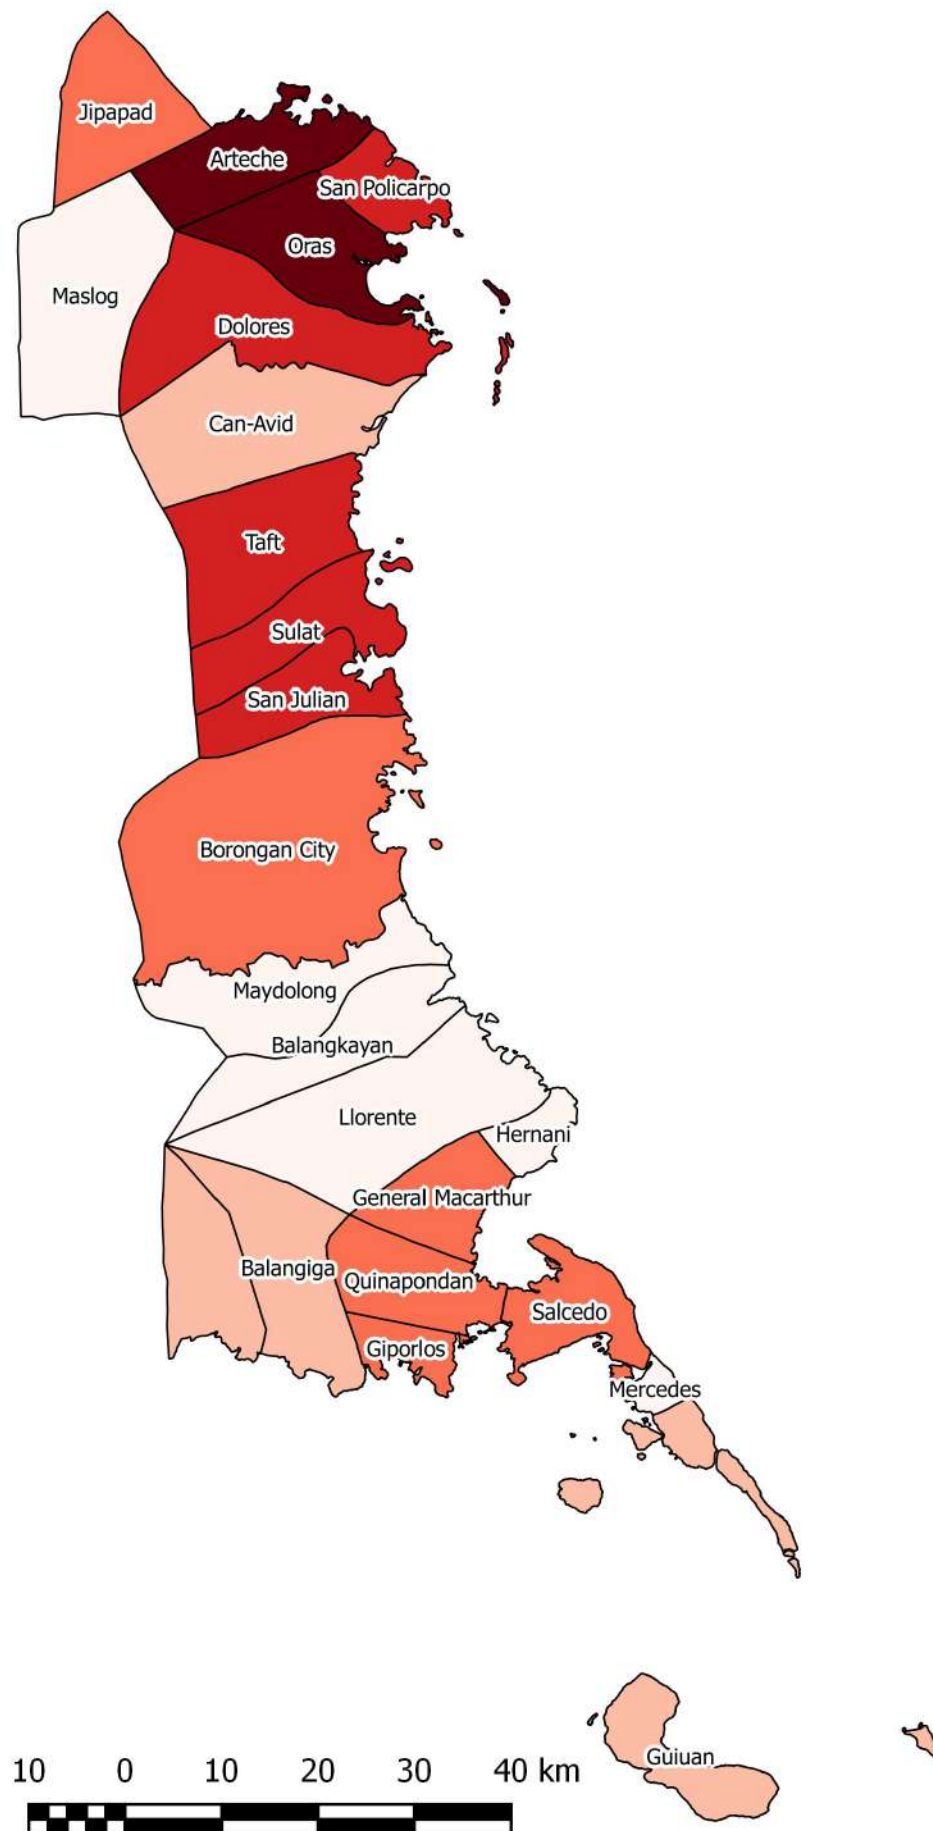 Jipapad
Arteche
San Policarpo
Oras
Maslog
Dolores
Can-Avid
Taft
Sulat
San Julian
Borongan City
Maydolong
Balangkayan
Llorente
Hernani
General Macarthur
Balangiga
Quinapondan
Salcedo
Giporlos
Mercedes
Guiuan
10 0 10 20 30 40 km